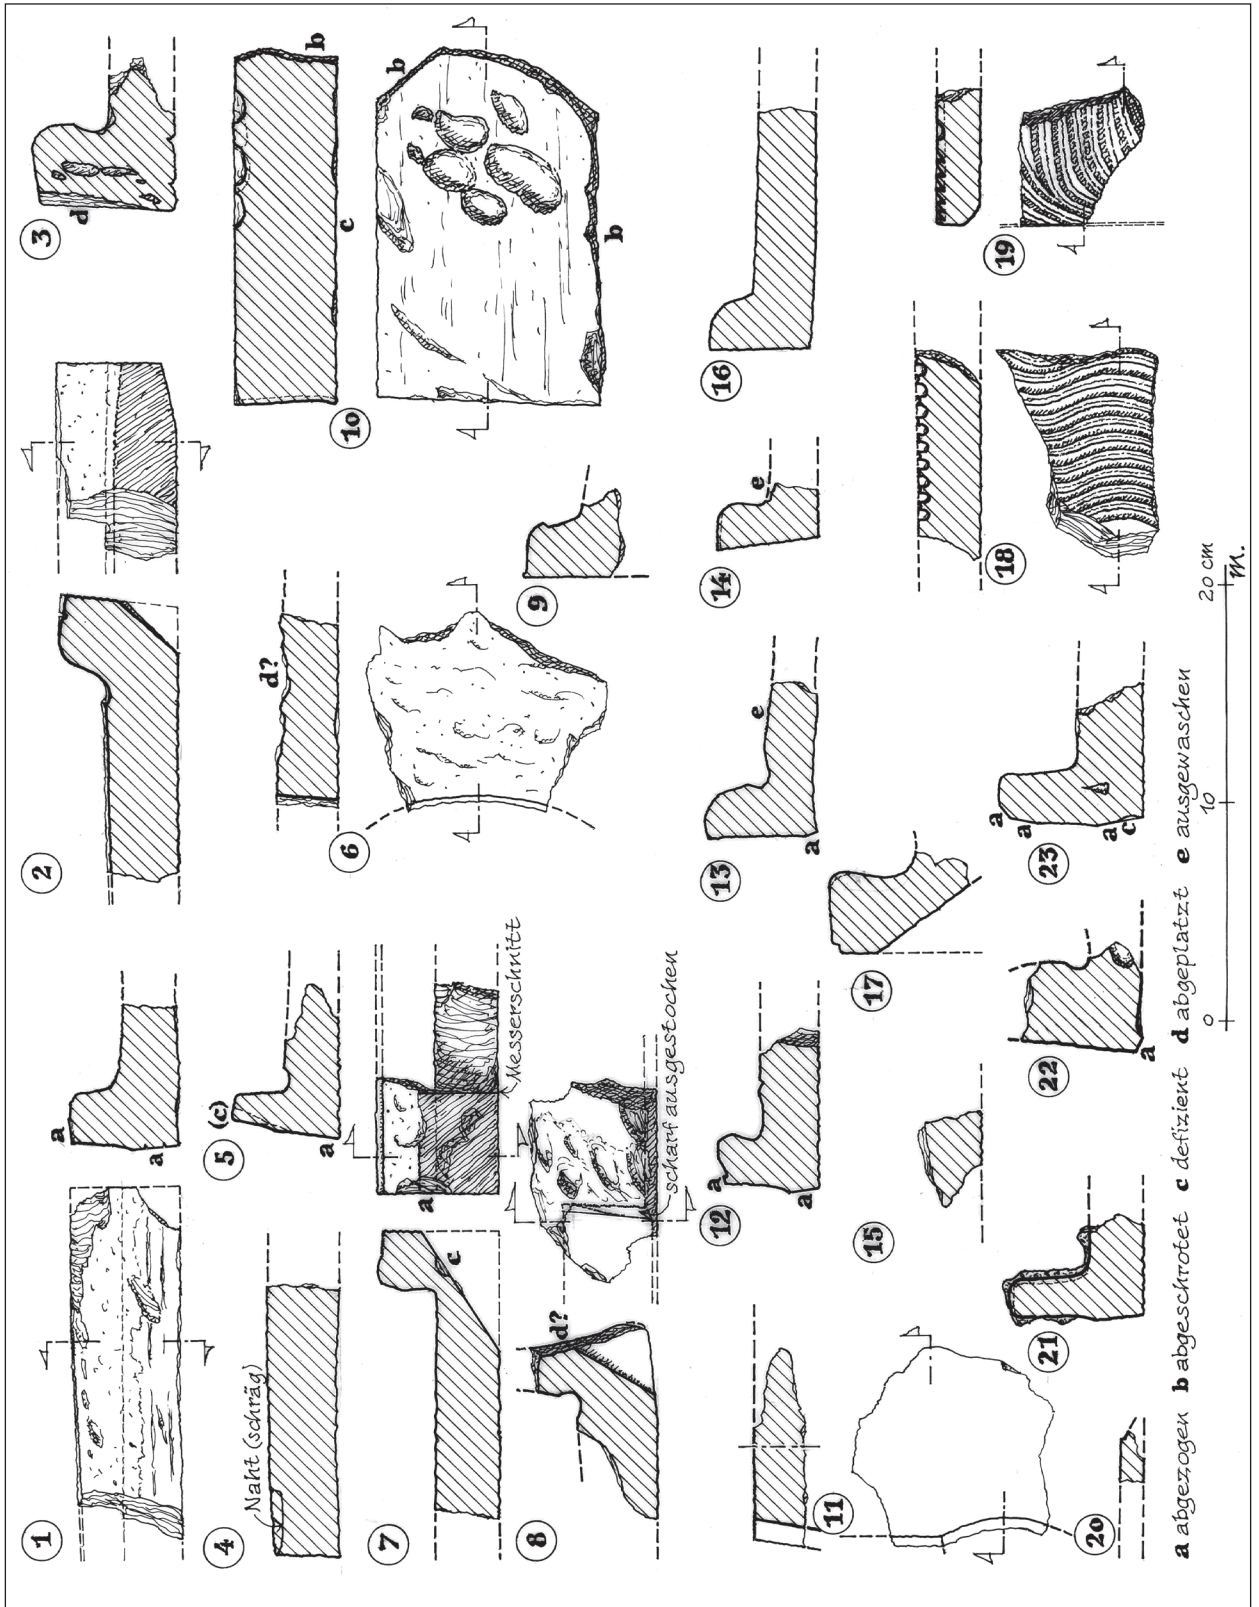 1
a
a
2
3
d
4
Naht (schräg)
5
(c)
a
6
d?
10
b
c
b
b
7
a
c
Messerschnitt
8
d?
scharf ausgestochen
9
11
12
a
a
13
a
e
14
e
16
15
17
18
19
20
21
22
a
23
a
a
a
c
a abgezogen b abgeschrotet c defizient d abgeplatzt e ausgewaschen
0 10 20 cm
m.